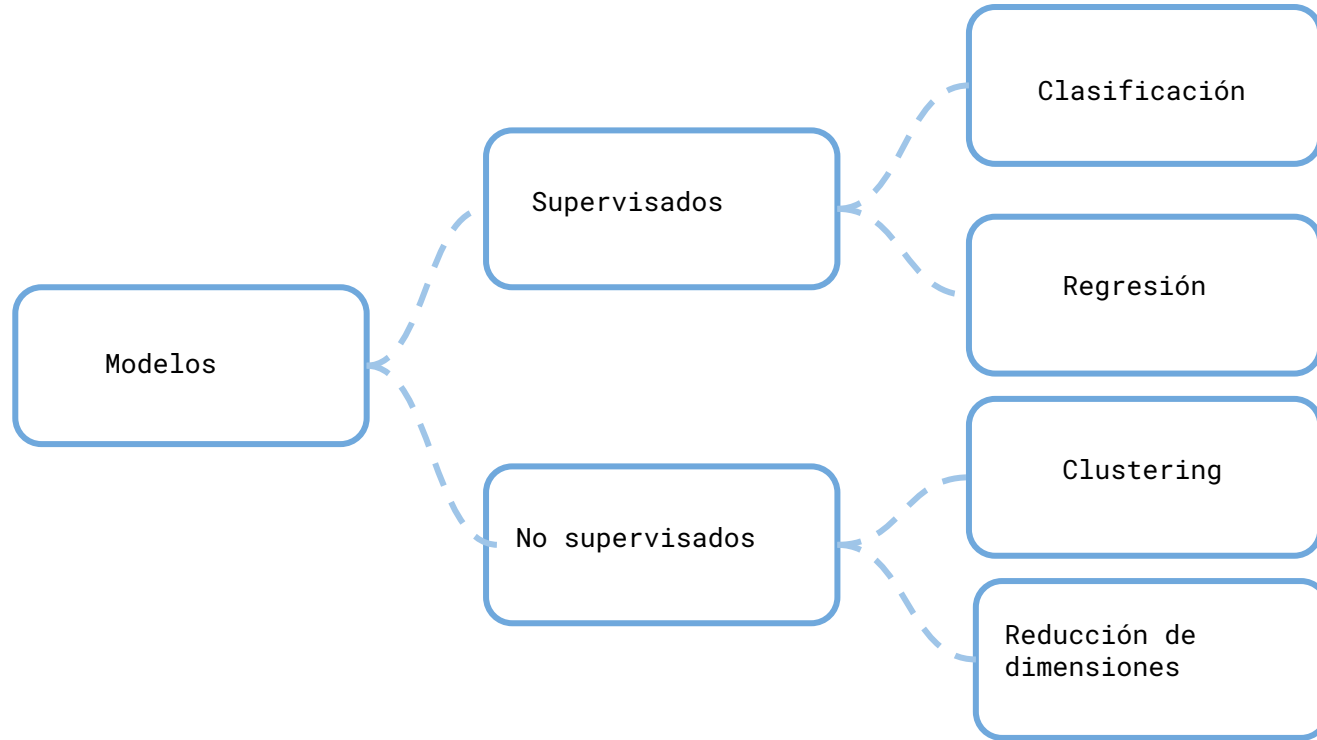 Modelos
Supervisados
No supervisados
Clasificación
Regresión
Clustering
Reducción de
dimensiones